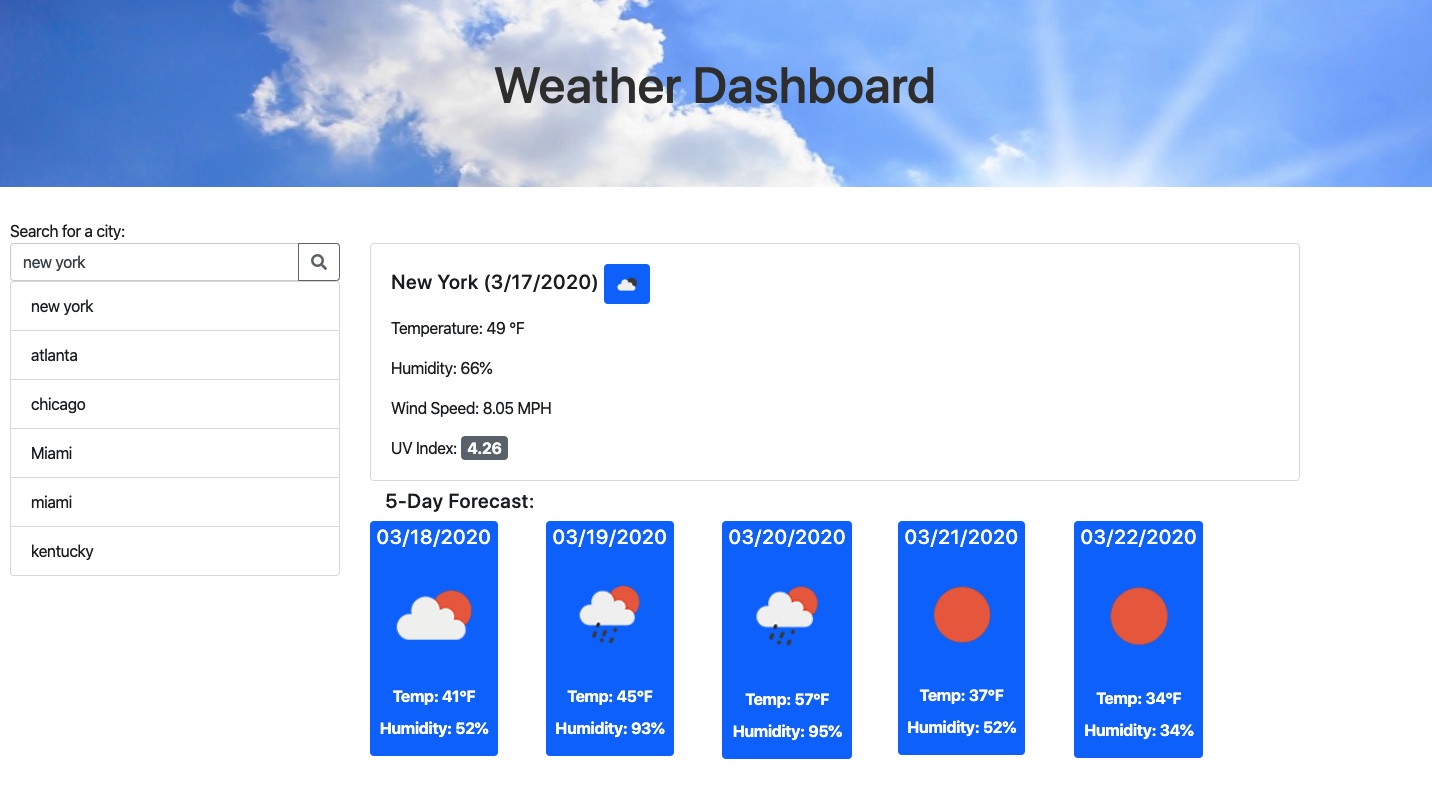 Weather Dashboard
Search for a city:
new york
new york
atlanta
chicago
Miami
miami
kentucky
New York (3/17/2020)
Temperature: 49 °F
Humidity: 66%
Wind Speed: 8.05 MPH
UV Index: 4.26
5-Day Forecast:
03/18/2020
Temp: 41°F
Humidity: 52%
03/19/2020
Temp: 45°F
Humidity: 93%
03/20/2020
Temp: 57°F
Humidity: 95%
03/21/2020
Temp: 37°F
Humidity: 52%
03/22/2020
Temp: 34°F
Humidity: 34%